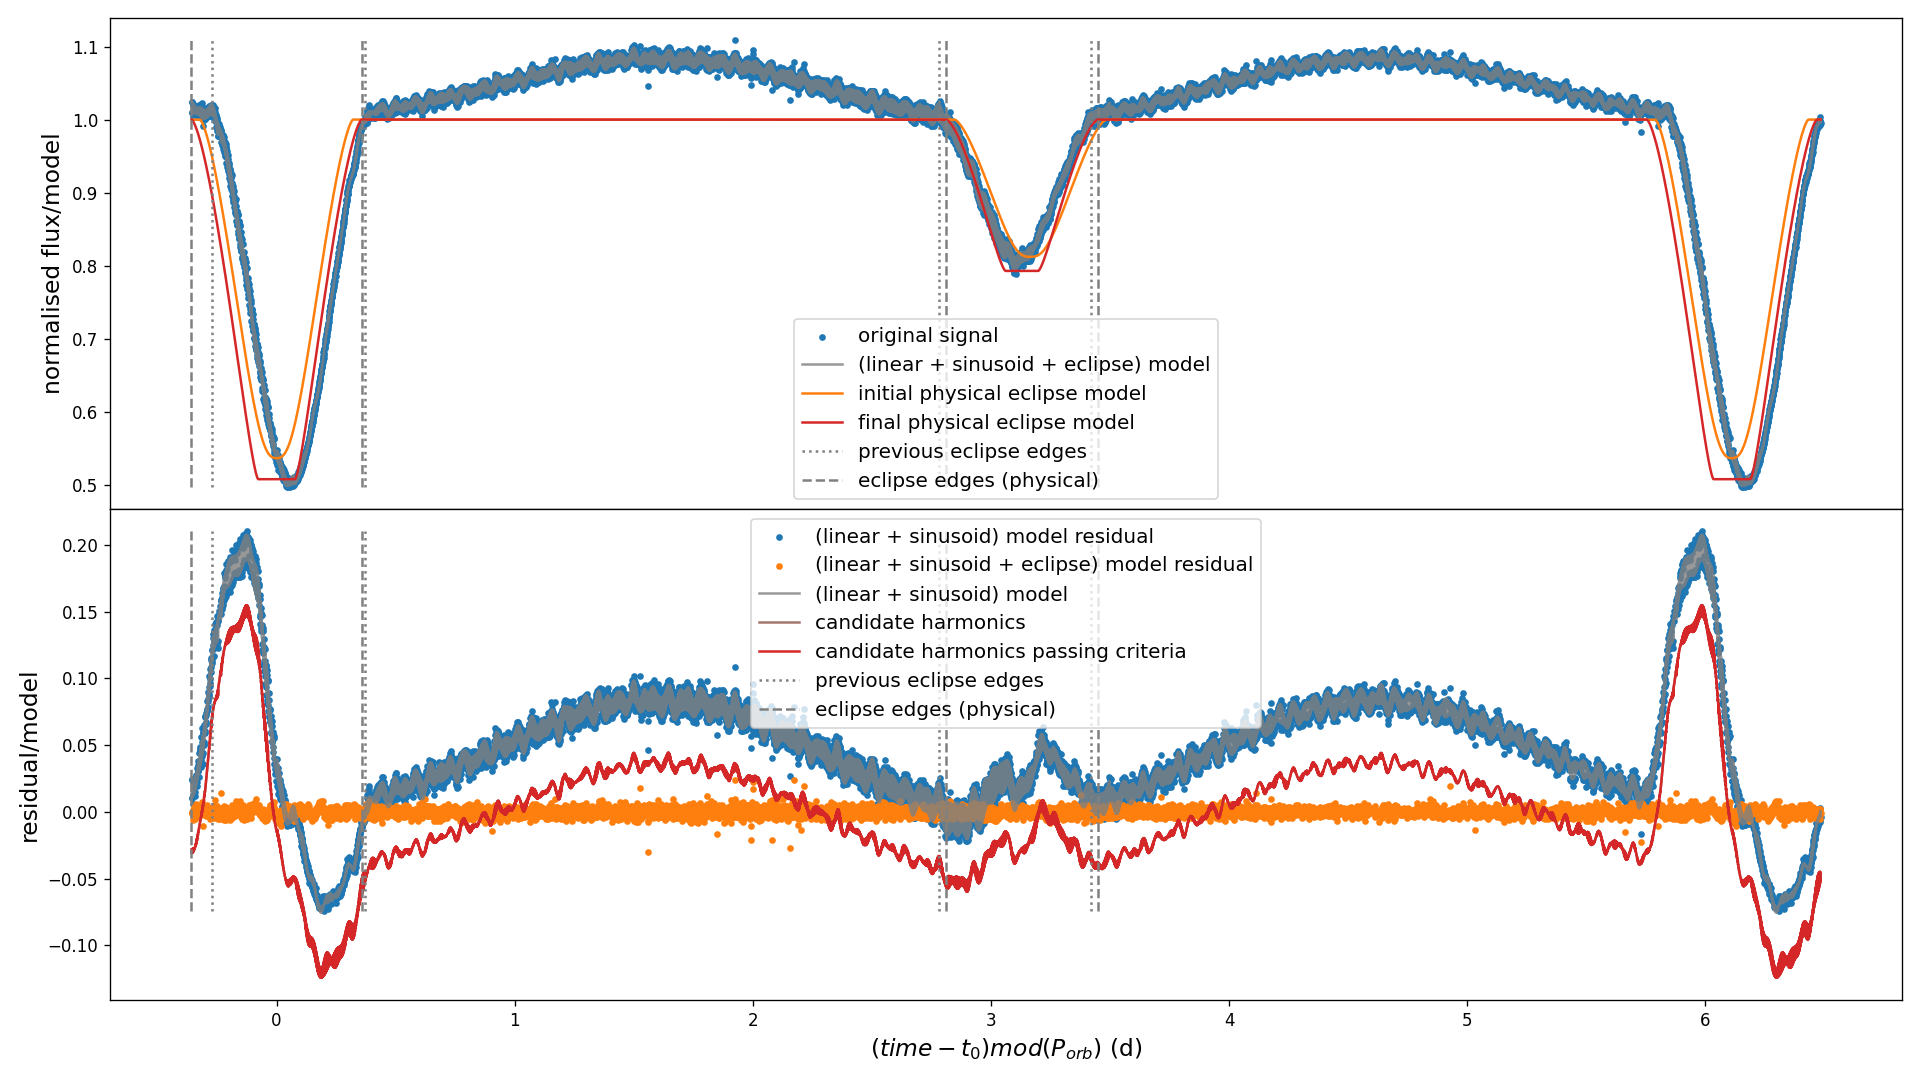 normalised flux/model
1.1
1.0
0.9
0.8
0.7
0.6
0.5
original signal
(linear + sinusoid + eclipse) model
initial physical eclipse model
final physical eclipse model
previous eclipse edges
eclipse edges (physical)
residual/model
0.20
0.15
0.10
0.05
0.00
−0.05
−0.10
(linear + sinusoid) model residual
(linear + sinusoid + eclipse) model residual
(linear + sinusoid) model
candidate harmonics
candidate harmonics passing criteria
previous eclipse edges
eclipse edges (physical)
0 1 2 3 4 5 6
(time − t₀)mod(P_orb) (d)